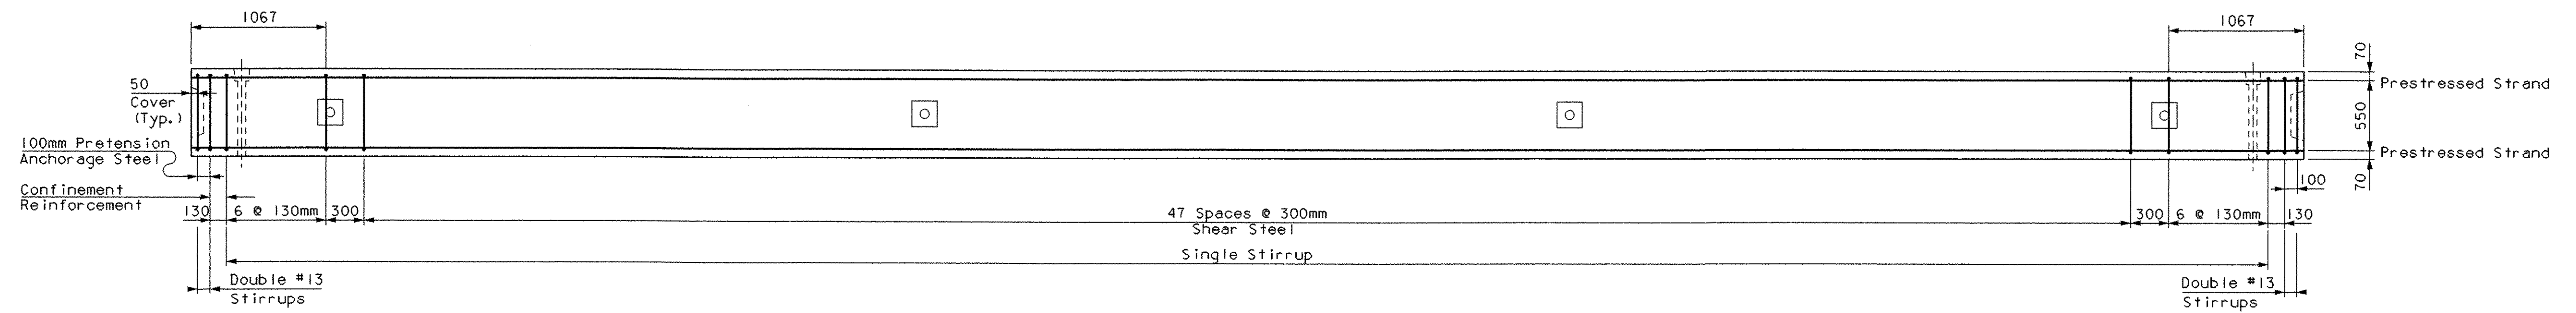 1067
1067
70
50
Cover
(Typ.)
Prestressed Strand
550
100mm Pretension
Anchorage Steel
Prestressed Strand
70
100
Confinement
Reinforcement
130 6 @ 130mm 300
47 Spaces @ 300mm
300 6 @ 130mm 130
Shear Steel
Single Stirrup
Double #13
Stirrups
Double #13
Stirrups